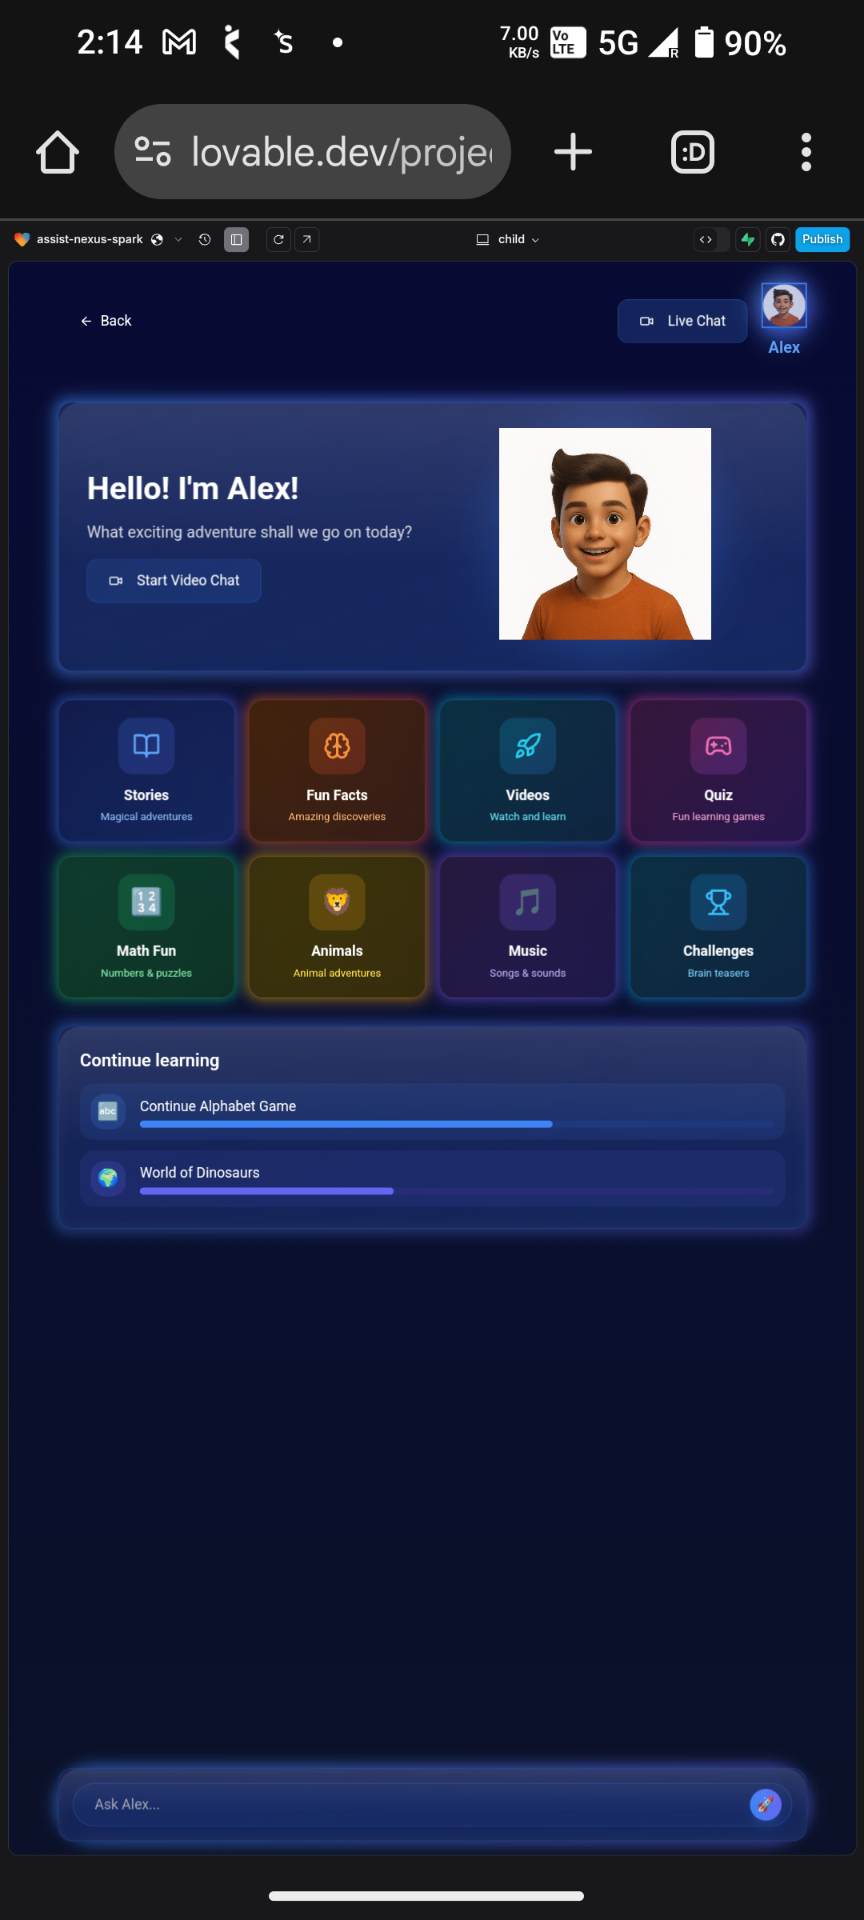 2:14
7.00 KB/s
Vo LTE
5G
R
90%
lovable.dev/proje
:D
assist-nexus-spark
child
Publish
Back
Live Chat
Alex
Hello! I'm Alex!
What exciting adventure shall we go on today?
Start Video Chat
Stories
Magical adventures
Fun Facts
Amazing discoveries
Videos
Watch and learn
Quiz
Fun learning games
1 2
3 4
Math Fun
Numbers & puzzles
Animals
Animal adventures
Music
Songs & sounds
Challenges
Brain teasers
Continue learning
abc
Continue Alphabet Game
World of Dinosaurs
Ask Alex...